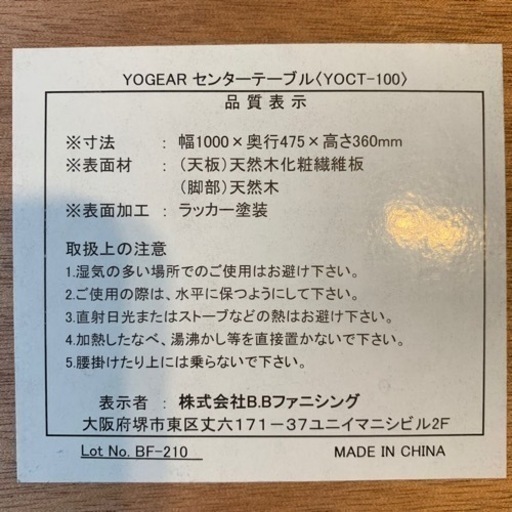 YOGEAR センターテーブル〈YOCT-100〉
品質表示
※寸法 : 幅1000×奥行475×高さ360mm
※表面材 : (天板)天然木化粧繊維板
(脚部)天然木
※表面加工 : ラッカー塗装
取扱上の注意
1.湿気の多い場所でのご使用はお避け下さい。
2.ご使用の際は、水平に保つようにして下さい。
3.直射日光またはストーブなどの熱はお避け下さい。
4.加熱したなべ、湯沸かし等を直接置かないで下さい。
5.腰掛けたり上には乗らないで下さい。
表示者 : 株式会社B.Bファニシング
大阪府堺市東区丈六171-37ユニイマニシビル2F
Lot No. BF-210 MADE IN CHINA